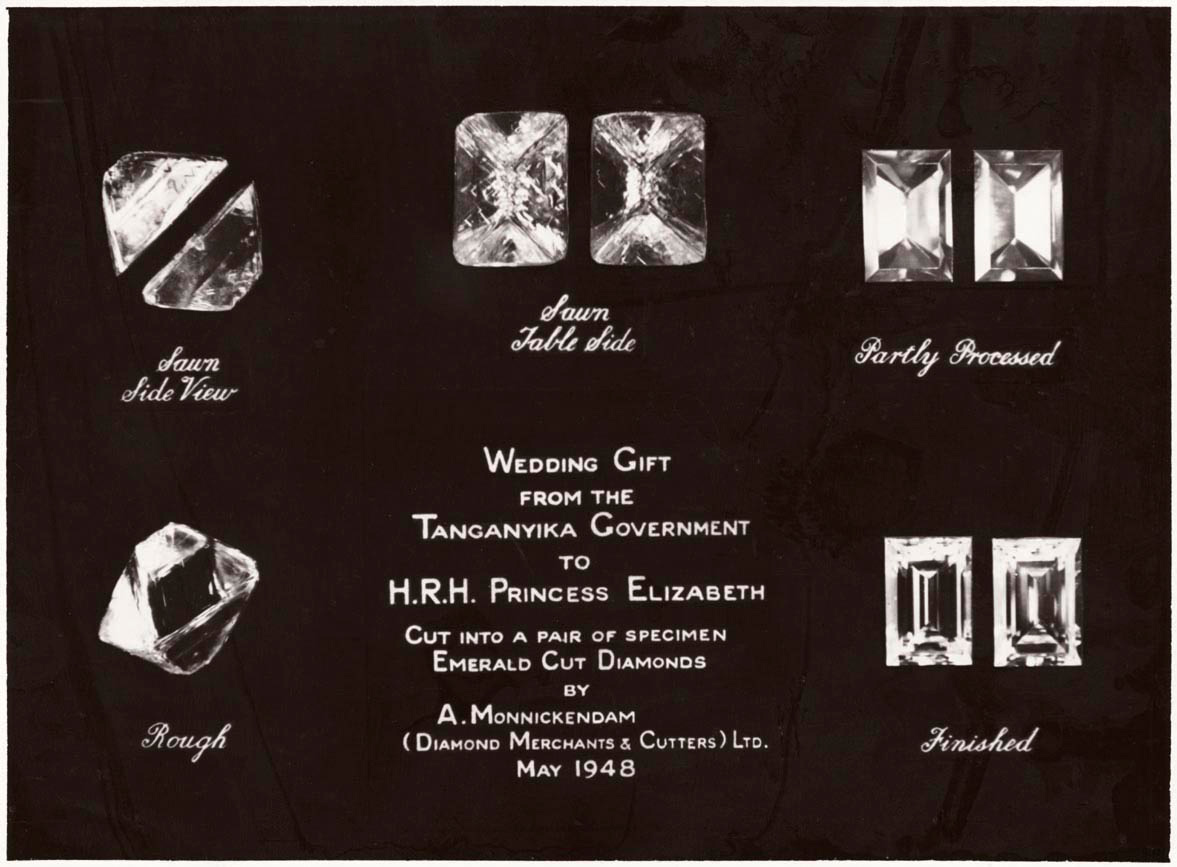 Sawn
Side View
Sawn
Table Side
Partly Processed
Rough
WEDDING GIFT
FROM THE
TANGANYIKA GOVERNMENT
TO
H.R.H. PRINCESS ELIZABETH
CUT INTO A PAIR OF SPECIMEN
EMERALD CUT DIAMONDS
BY
A. MONNICKENDAM
(DIAMOND MERCHANTS & CUTTERS) LTD.
MAY 1948
Finished